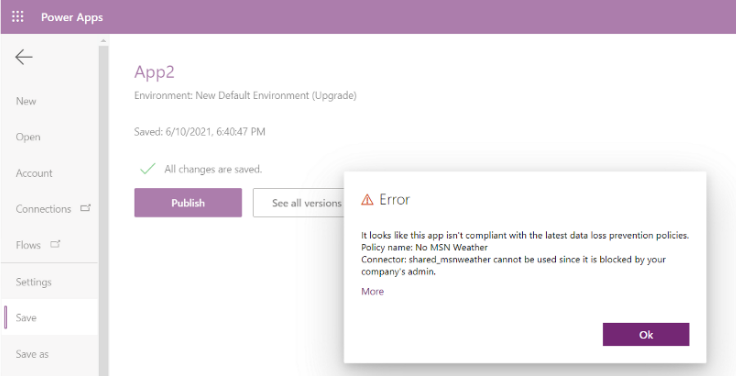 Power Apps
New
Open
Account
Connections
Flows
Settings
Save
Save as
App2
Environment: New Default Environment (Upgrade)
Saved: 6/10/2021, 6:40:47 PM
All changes are saved.
Publish
See all versions
Error
It looks like this app isn't compliant with the latest data loss prevention policies.
Policy name: No MSN Weather
Connector: shared_msnweather cannot be used since it is blocked by your
company's admin.
More
Ok